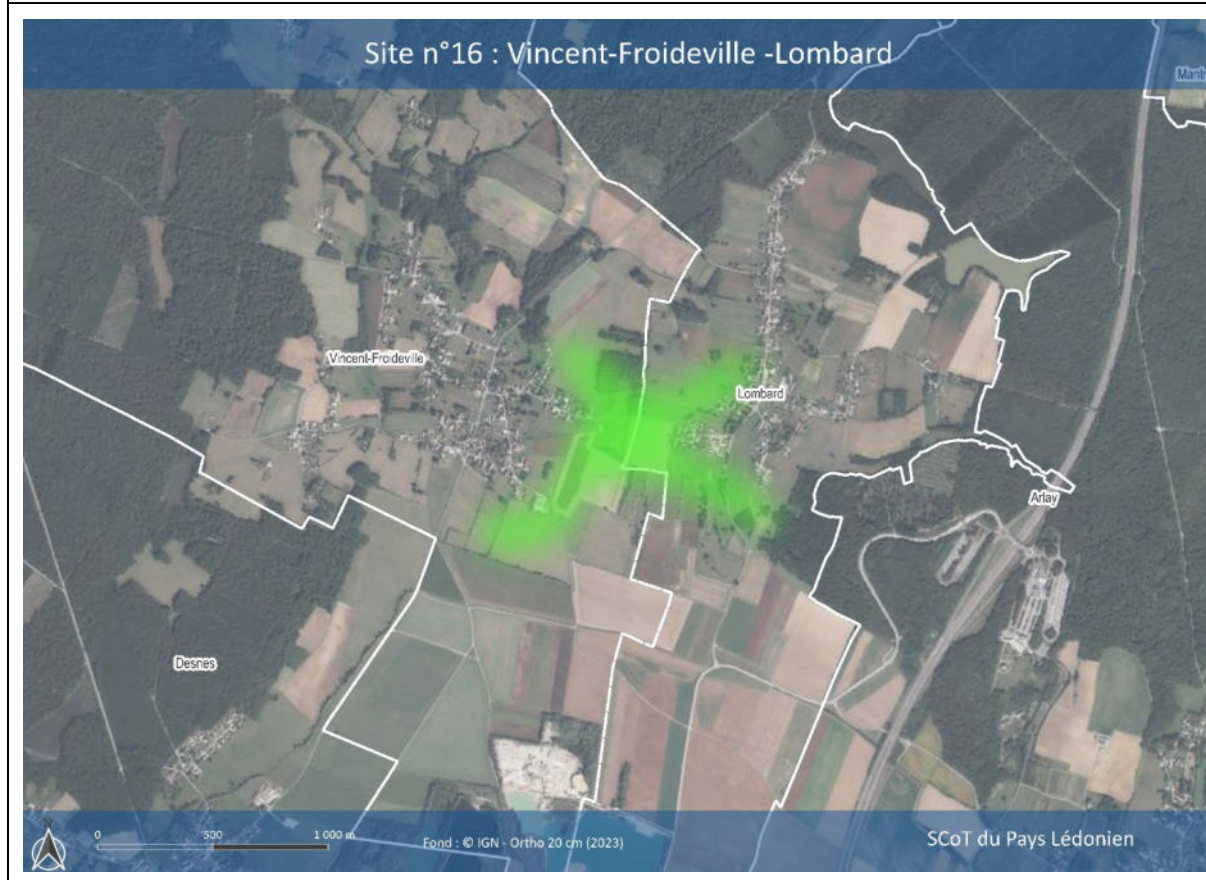 Site n°16 : Vincent-Froideville -Lombard
Vincent-Froideville
Lombard
Arlay
Desnes
N
0 500 1 000 m
Fond : © IGN - Ortho 20 cm (2023)
SCoT du Pays Lédonien